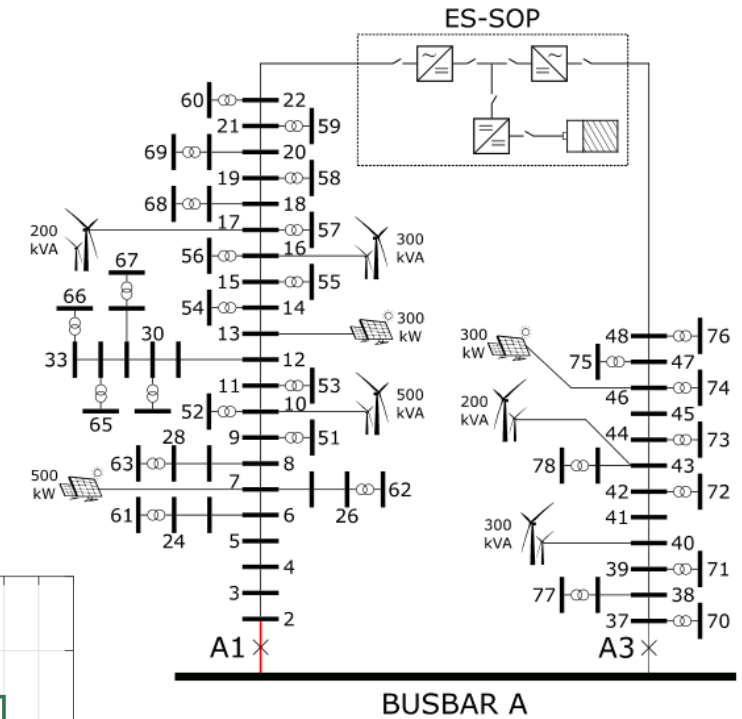 ES-SOP
60 22
21 59
69 20
19 58
68 18
200 kVA 17 57
56 16 300 kVA
67
15 55
66 54 14
30 13 300 kW
33 12
300 kW 48 76
75 47
11 53
46 74
65 52 10 500 kVA
200 kVA 45
28 9 51
44 73
63 8
78 43
500 kW 7 62
42 72
61 6 26
24 5
41
300 kVA 40
4
39 71
3
77 38
2
37 70
A1 A3
BUSBAR A